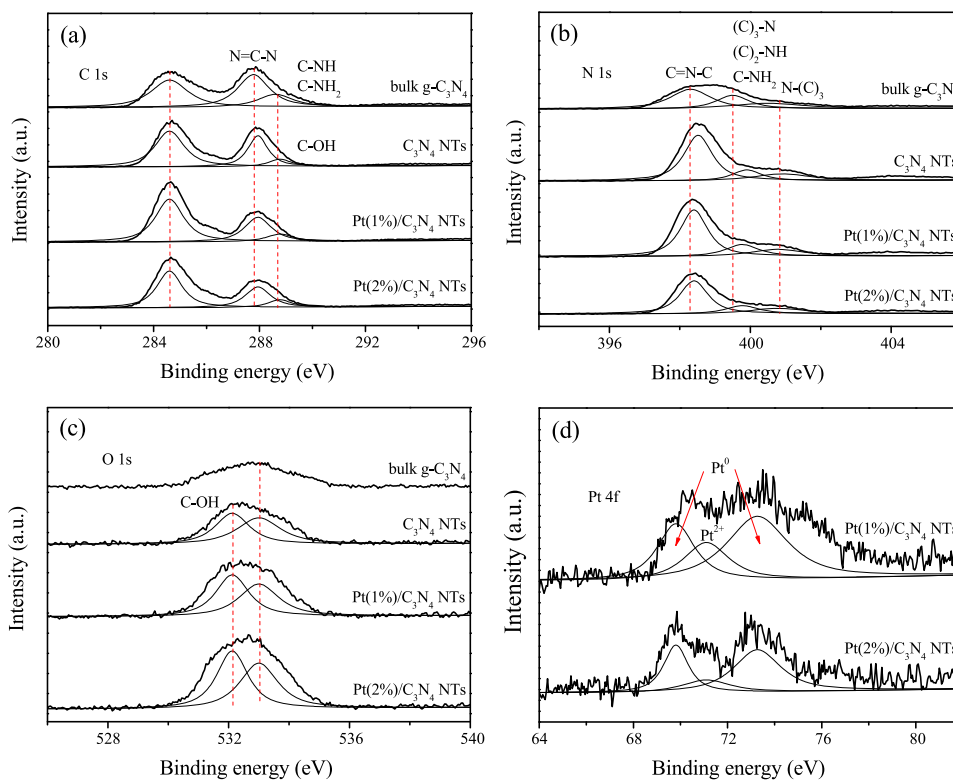 (a)
C 1s
N=C-N
C-NH
C-NH₂
bulk g-C₃N₄
C-OH
C₃N₄ NTs
Pt(1%)/C₃N₄ NTs
Pt(2%)/C₃N₄ NTs
Intensity (a.u.)
280 284 288 292 296
Binding energy (eV)
(b)
N 1s
(C)₃-N
(C)₂-NH
C=N-C
C-NH₂
N-(C)₃
bulk g-C₃N
C₃N₄ NTs
Pt(1%)/C₃N₄ NTs
Pt(2%)/C₃N₄ NTs
Intensity (a.u.)
396 400 404
Binding energy (eV)
(c)
O 1s
bulk g-C₃N₄
C-OH
C₃N₄ NTs
Pt(1%)/C₃N₄ NTs
Pt(2%)/C₃N₄ NTs
Intensity (a.u.)
528 532 536 540
Binding energy (eV)
(d)
Pt⁰
Pt 4f
Pt²⁺
Pt(1%)/C₃N₄ NTs
Pt(2%)/C₃N₄ NTs
Intensity (a.u.)
64 68 72 76 80
Binding energy (eV)